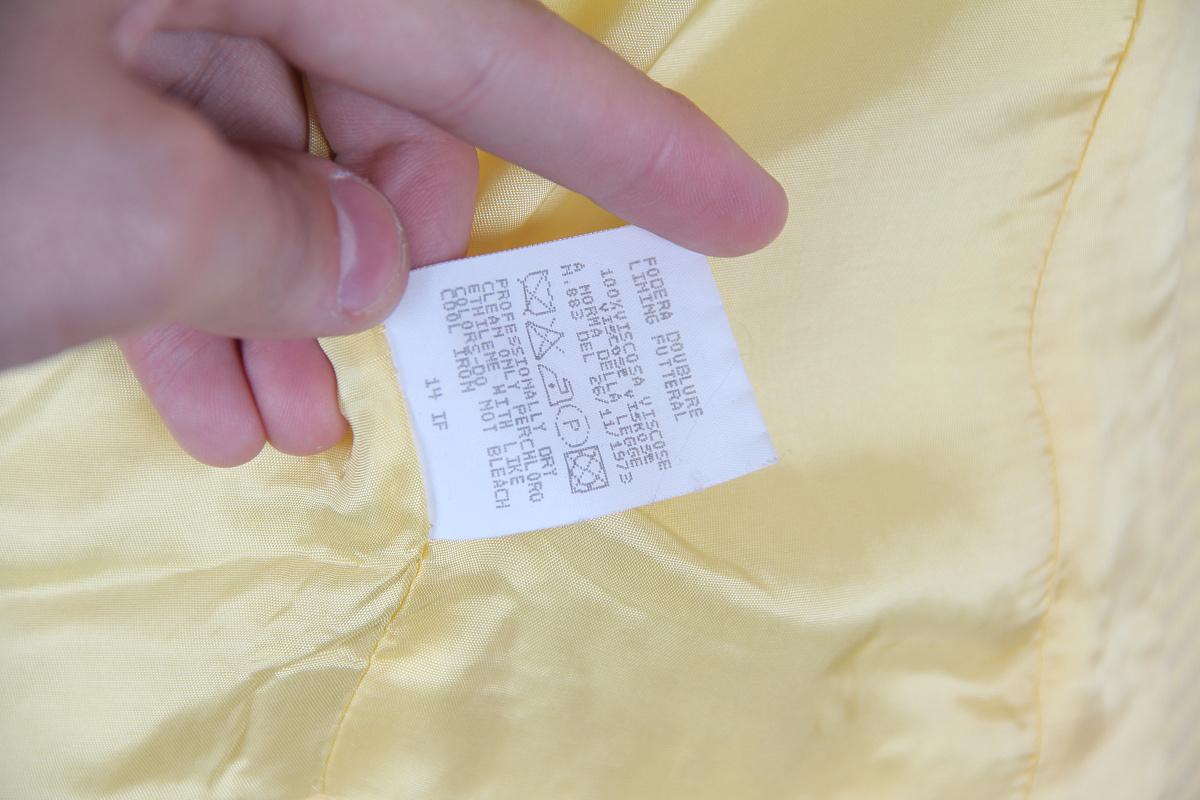 FODERA DOUBLURE
LINING FUTTERAL
100%VISCOSA VISCOSE
VISCOSE VISKOSE
A NORMA DELLA LEGGE
N.883 DEL 26/11/1973
P
PROFESSIONALLY DRY
CLEAN ONLY PERCHLORO
ETHILENE WITH LIKE
COLORS-DO NOT BLEACH
COOL IRON
14 IF